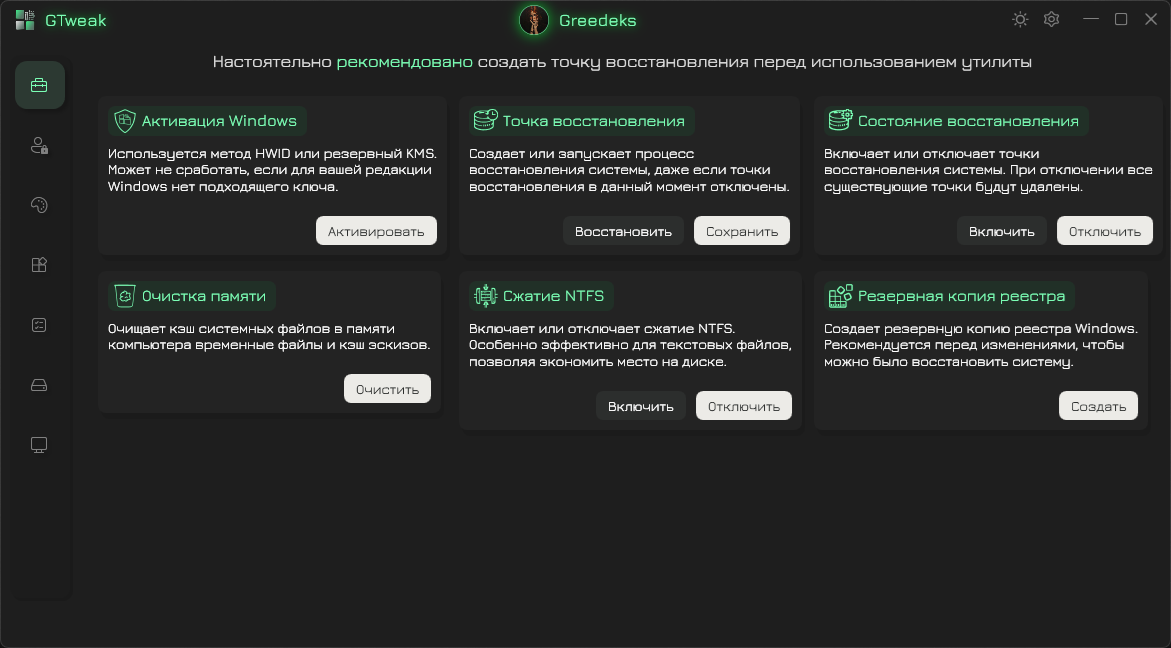 GTweak
Greedeks
Настоятельно рекомендовано создать точку восстановления перед использованием утилиты
Активация Windows
Используется метод HWID или резервный KMS.
Может не сработать, если для вашей редакции
Windows нет подходящего ключа.
Активировать
Точка восстановления
Создает или запускает процесс
восстановления системы, даже если точки
восстановления в данный момент отключены.
Восстановить
Сохранить
Состояние восстановления
Включает или отключает точки
восстановления системы. При отключении все
существующие точки будут удалены.
Включить
Отключить
Очистка памяти
Очищает кэш системных файлов в памяти
компьютера временные файлы и кэш эскизов.
Очистить
Сжатие NTFS
Включает или отключает сжатие NTFS.
Особенно эффективно для текстовых файлов,
позволяя экономить место на диске.
Включить
Отключить
Резервная копия реестра
Создает резервную копию реестра Windows.
Рекомендуется перед изменениями, чтобы
можно было восстановить систему.
Создать